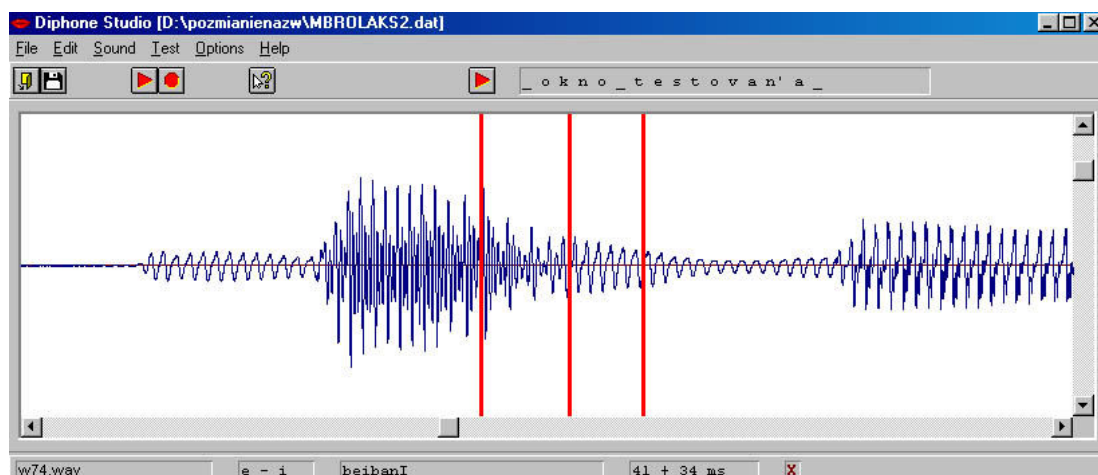 Diphone Studio [D:\pozmianienazw\MBROLAKS2.dat]
File Edit Sound Test Options Help
_ o k n o _ t e s t o v a n ' a _
w74.wav e - i beibanI 41 + 34 ms X